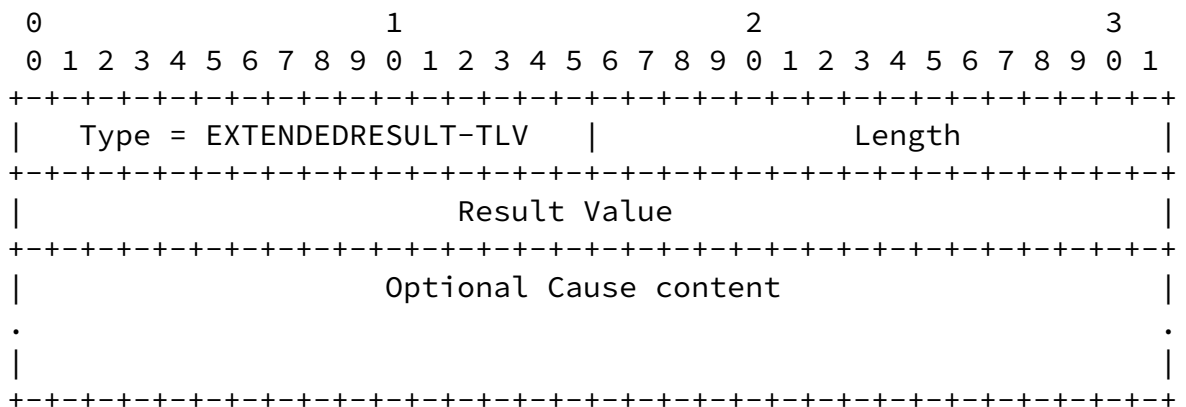 0                   1                   2                   3
 0 1 2 3 4 5 6 7 8 9 0 1 2 3 4 5 6 7 8 9 0 1 2 3 4 5 6 7 8 9 0 1
+-+-+-+-+-+-+-+-+-+-+-+-+-+-+-+-+-+-+-+-+-+-+-+-+-+-+-+-+-+-+-+-+
|   Type = EXTENDEDRESULT-TLV   |              Length           |
+-+-+-+-+-+-+-+-+-+-+-+-+-+-+-+-+-+-+-+-+-+-+-+-+-+-+-+-+-+-+-+-+
|                        Result Value                           |
+-+-+-+-+-+-+-+-+-+-+-+-+-+-+-+-+-+-+-+-+-+-+-+-+-+-+-+-+-+-+-+-+
|                    Optional Cause content                     |
.                                                               .
|                                                               |
+-+-+-+-+-+-+-+-+-+-+-+-+-+-+-+-+-+-+-+-+-+-+-+-+-+-+-+-+-+-+-+-+